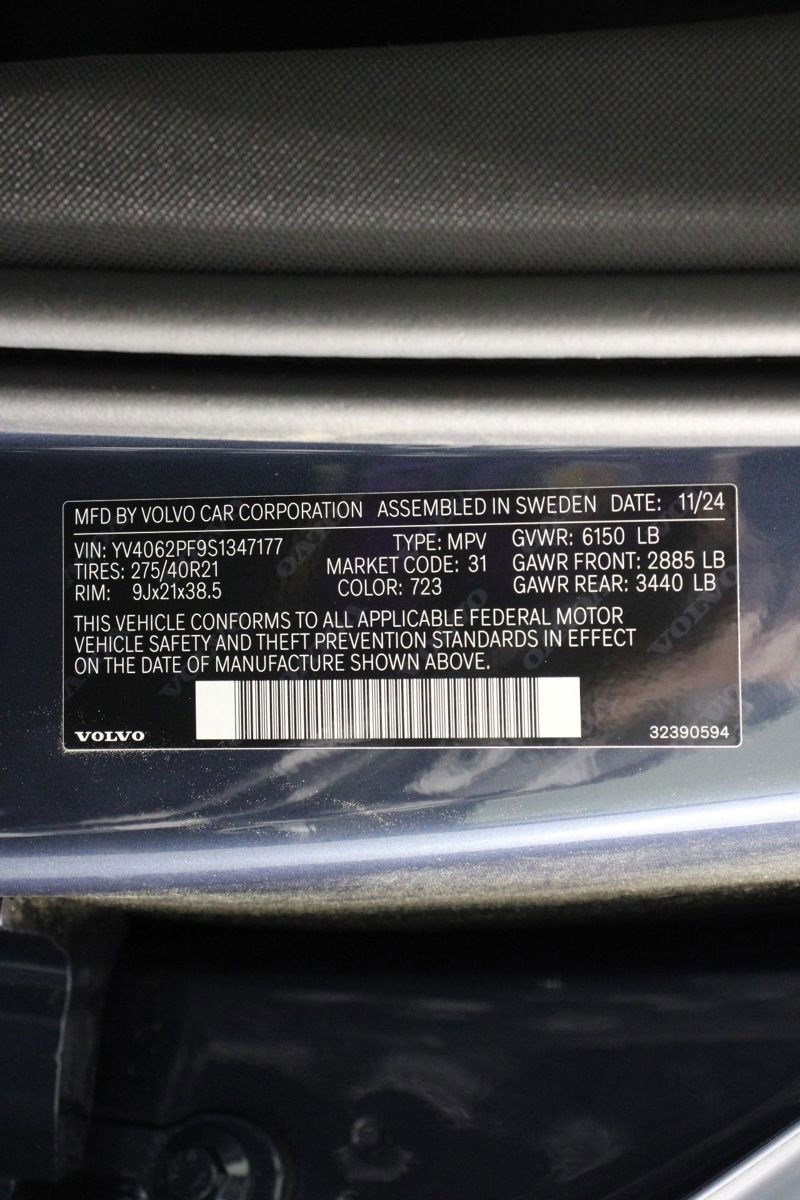 MFD BY VOLVO CAR CORPORATION ASSEMBLED IN SWEDEN DATE: 11/24
VIN: YV4062PF9S1347177 TYPE: MPV GVWR: 6150 LB
TIRES: 275/40R21 MARKET CODE: 31 GAWR FRONT: 2885 LB
RIM: 9Jx21x38.5 COLOR: 723 GAWR REAR: 3440 LB
THIS VEHICLE CONFORMS TO ALL APPLICABLE FEDERAL MOTOR
VEHICLE SAFETY AND THEFT PREVENTION STANDARDS IN EFFECT
ON THE DATE OF MANUFACTURE SHOWN ABOVE.
VOLVO 32390594